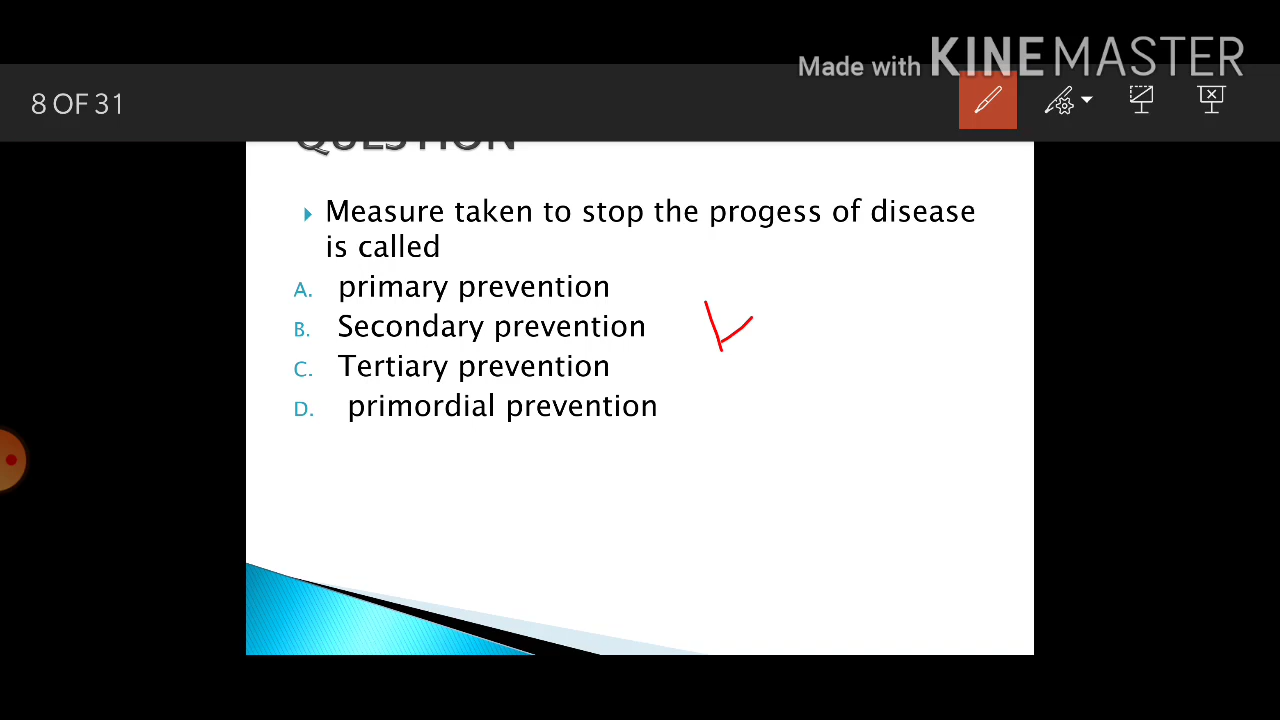 Made with KINEMASTER
8 OF 31
QUESTION
Measure taken to stop the progess of disease
is called
A. primary prevention
B. Secondary prevention
C. Tertiary prevention
D. primordial prevention